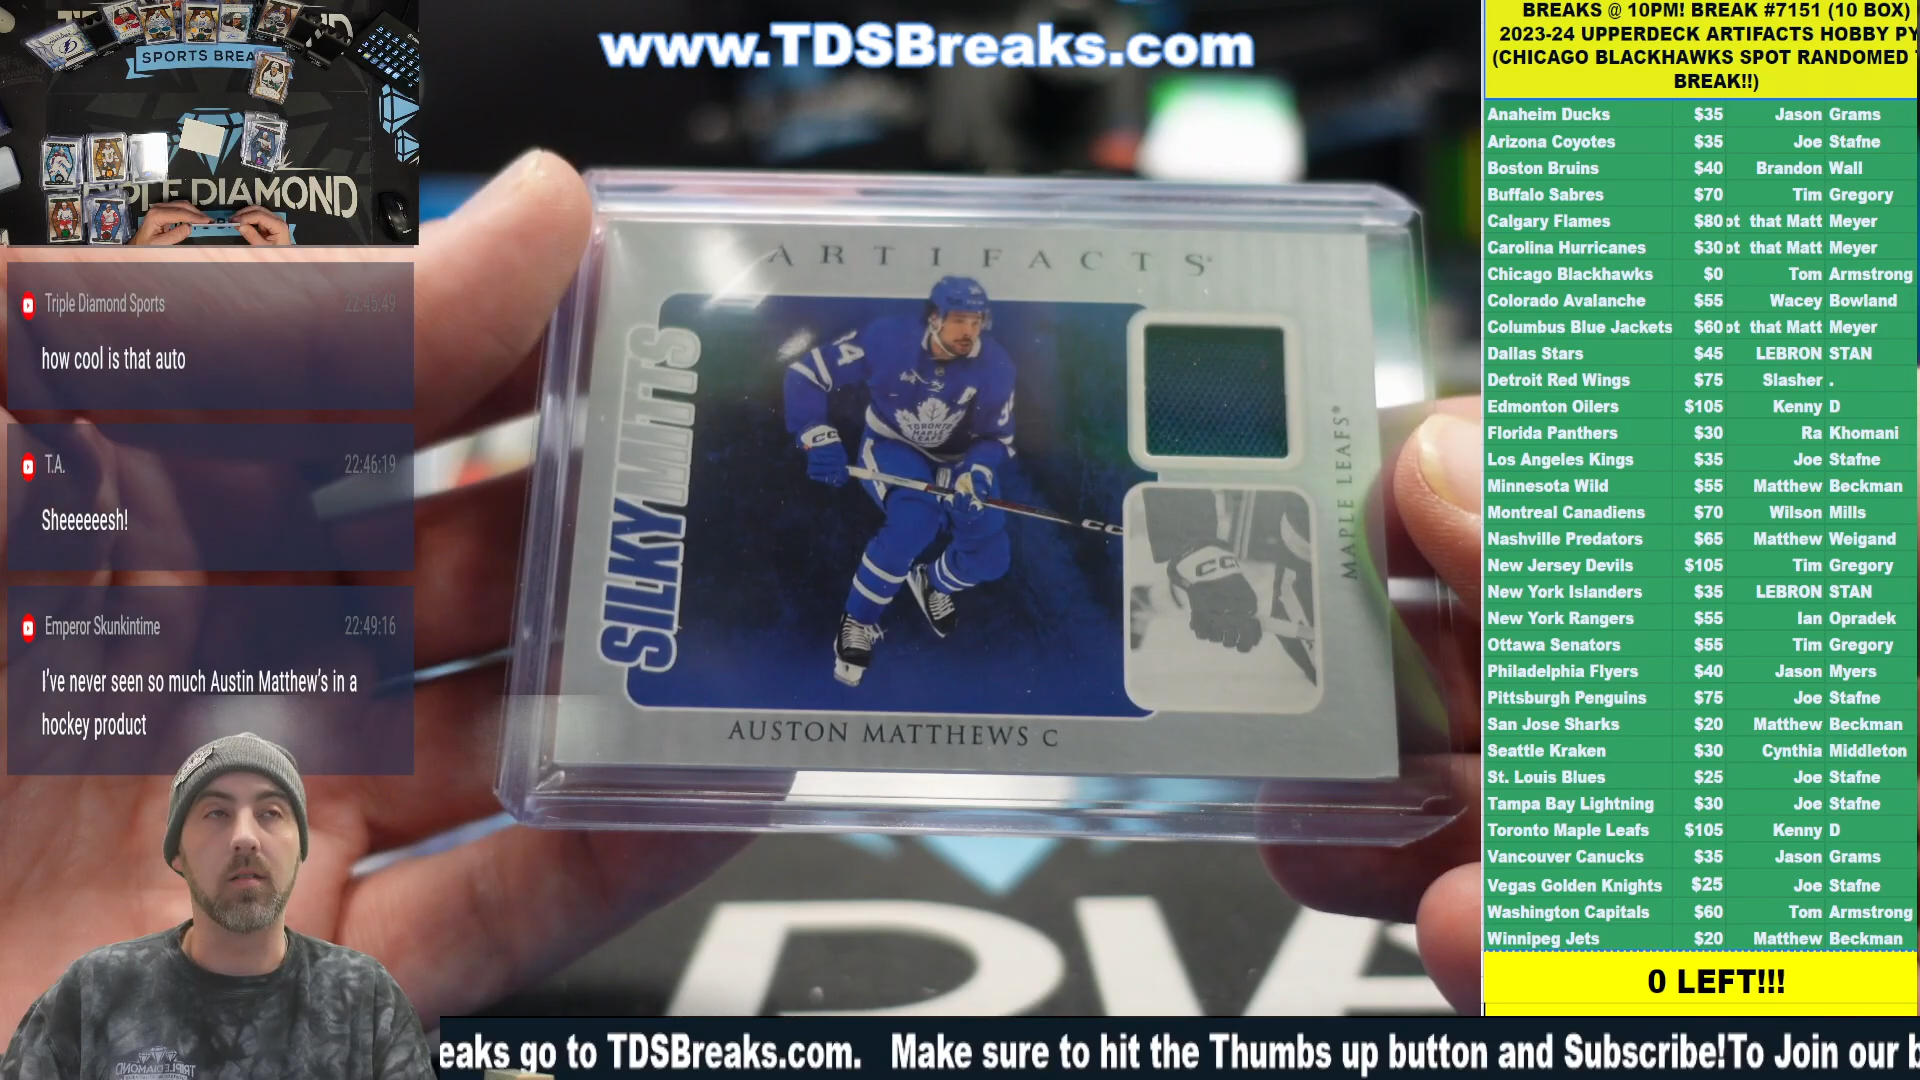 SPORTS BREA
TRIPLE DIAMOND
www.TDSBreaks.com
Triple Diamond Sports 22:45:49
how cool is that auto
T.A. 22:46:19
Sheeeeeesh!
Emperor Skunkintime 22:49:16
I've never seen so much Austin Matthew's in a
hockey product
ARTIFACTS
SILKY MITTS
34
TORONTO
MAPLE
LEAFS
CC
CC
CC
MAPLE LEAFS
AUSTON MATTHEWS C
BREAKS @ 10PM! BREAK #7151 (10 BOX)
2023-24 UPPERDECK ARTIFACTS HOBBY PY
(CHICAGO BLACKHAWKS SPOT RANDOMED
BREAK!!)
Anaheim Ducks $35 Jason Grams
Arizona Coyotes $35 Joe Stafne
Boston Bruins $40 Brandon Wall
Buffalo Sabres $70 Tim Gregory
Calgary Flames $80 ot that Matt Meyer
Carolina Hurricanes $30 ot that Matt Meyer
Chicago Blackhawks $0 Tom Armstrong
Colorado Avalanche $55 Wacey Bowland
Columbus Blue Jackets $60 ot that Matt Meyer
Dallas Stars $45 LEBRON STAN
Detroit Red Wings $75 Slasher .
Edmonton Oilers $105 Kenny D
Florida Panthers $30 Ra Khomani
Los Angeles Kings $35 Joe Stafne
Minnesota Wild $55 Matthew Beckman
Montreal Canadiens $70 Wilson Mills
Nashville Predators $65 Matthew Weigand
New Jersey Devils $105 Tim Gregory
New York Islanders $35 LEBRON STAN
New York Rangers $55 Ian Opradek
Ottawa Senators $55 Tim Gregory
Philadelphia Flyers $40 Jason Myers
Pittsburgh Penguins $75 Joe Stafne
San Jose Sharks $20 Matthew Beckman
Seattle Kraken $30 Cynthia Middleton
St. Louis Blues $25 Joe Stafne
Tampa Bay Lightning $30 Joe Stafne
Toronto Maple Leafs $105 Kenny D
Vancouver Canucks $35 Jason Grams
Vegas Golden Knights $25 Joe Stafne
Washington Capitals $60 Tom Armstrong
Winnipeg Jets $20 Matthew Beckman
0 LEFT!!!
eaks go to TDSBreaks.com. Make sure to hit the Thumbs up button and Subscribe!To Join our b